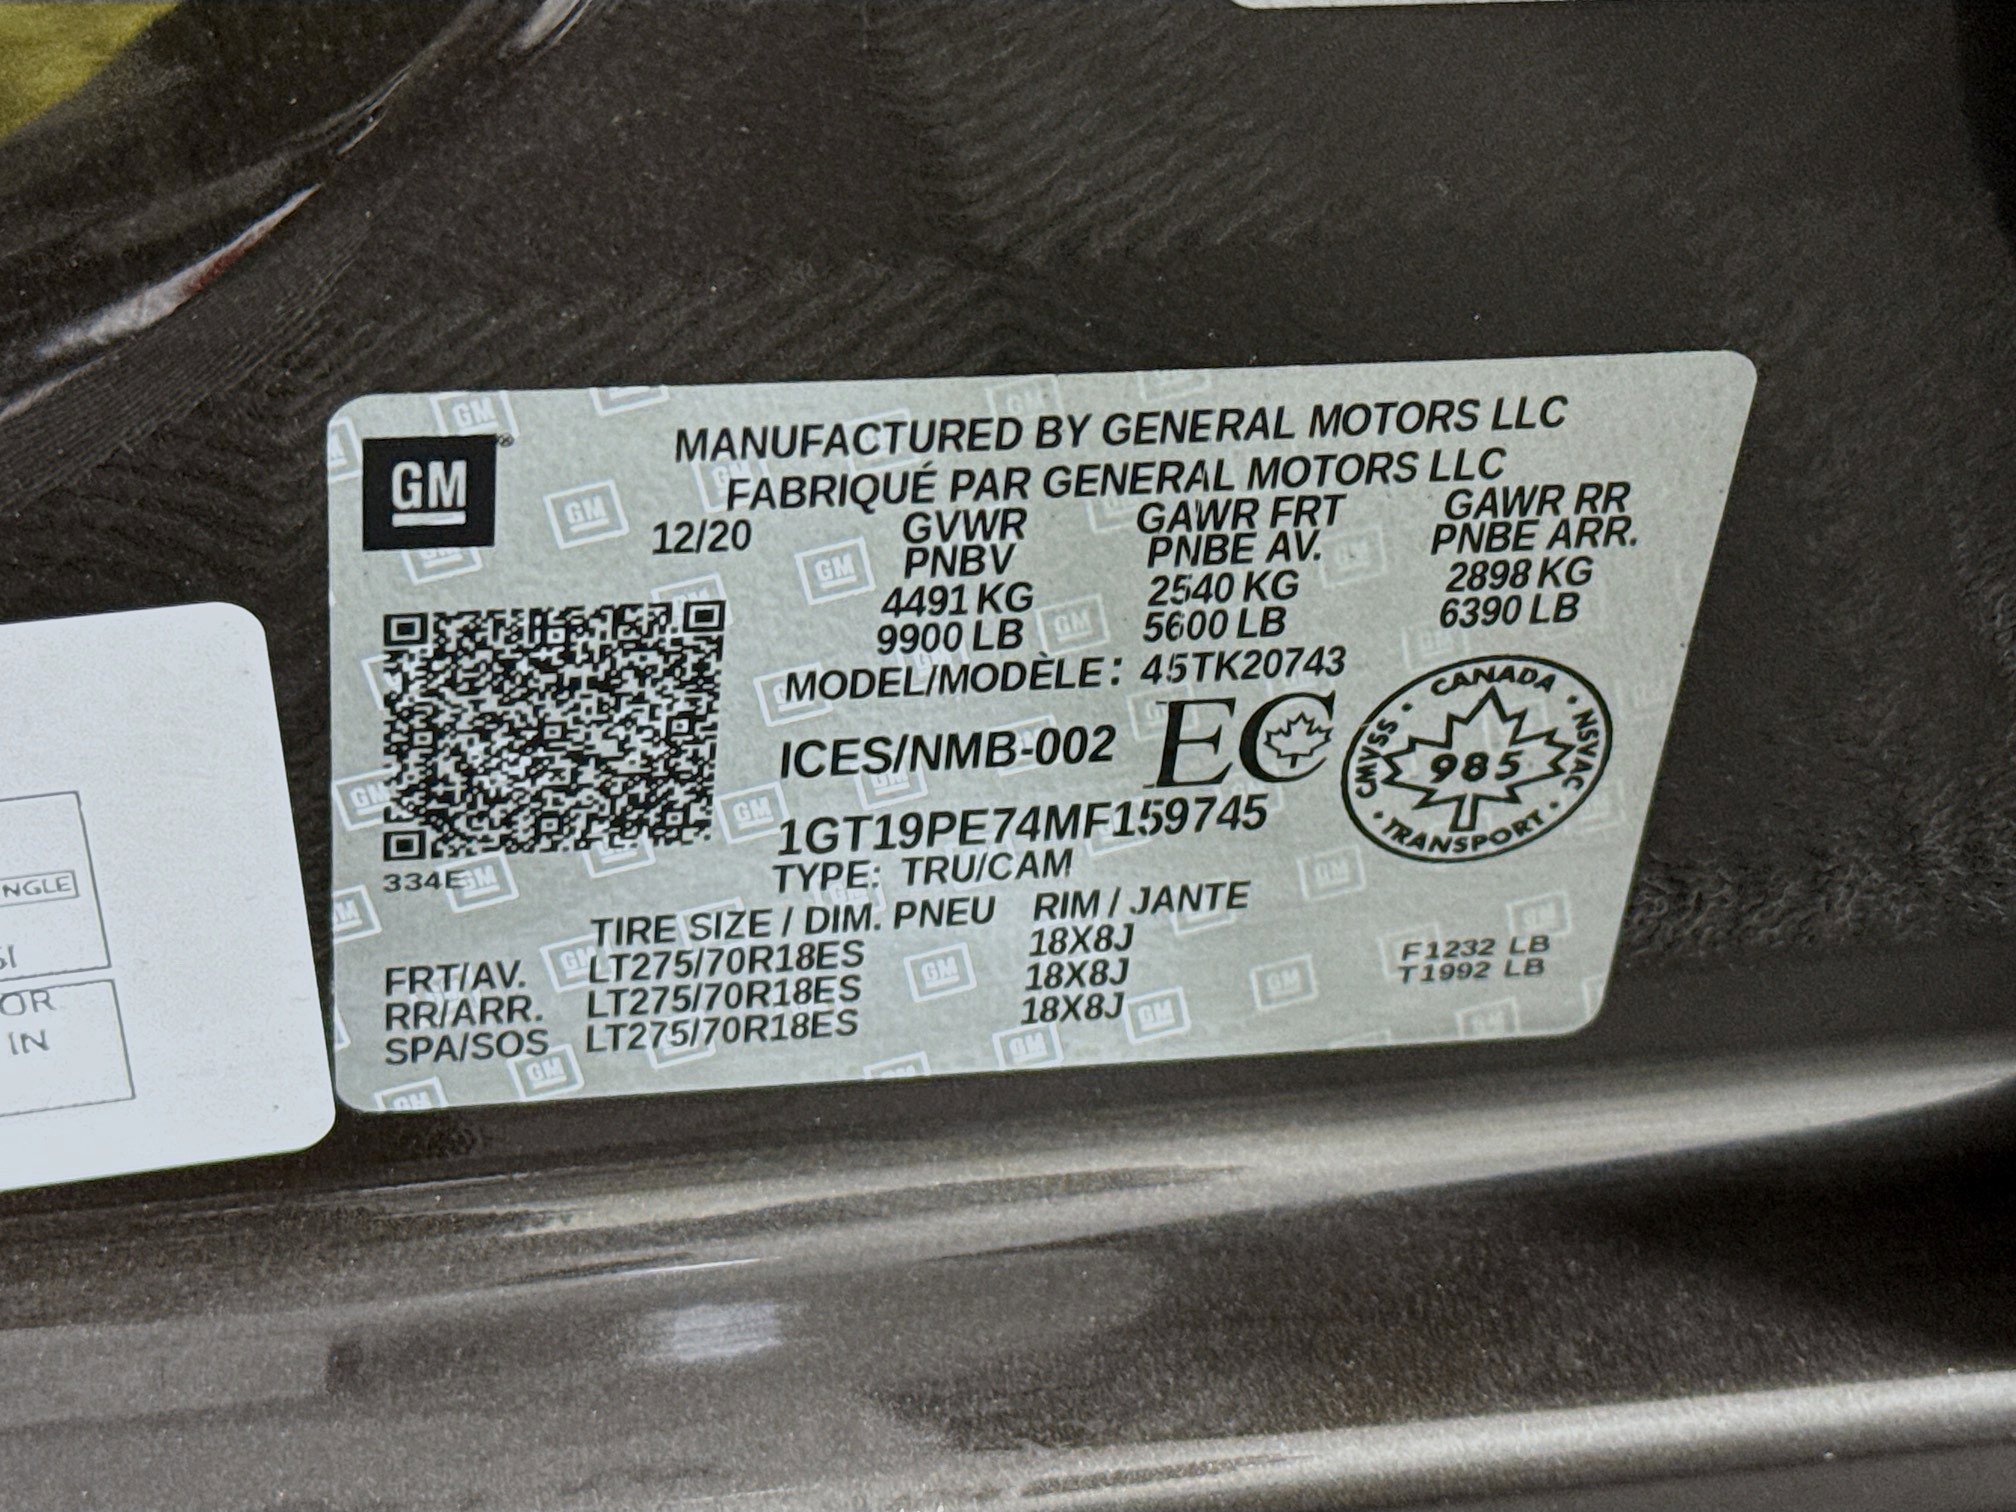 MANUFACTURED BY GENERAL MOTORS LLC
FABRIQUÉ PAR GENERAL MOTORS LLC
GM
12/20 GVWR GAWR FRT GAWR RR
PNBV PNBE AV. PNBE ARR.
4491 KG 2540 KG 2898 KG
9900 LB 5600 LB 6390 LB
MODEL/MODÈLE: 45TK20743
ICES/NMB-002 EC
CANADA
CMVSS 985 NSVAC
TRANSPORT
1GT19PE74MF159745
TYPE: TRU/CAM
334E
TIRE SIZE / DIM. PNEU RIM / JANTE
FRT/AV. LT275/70R18ES 18X8J
RR/ARR. LT275/70R18ES 18X8J
SPA/SOS LT275/70R18ES 18X8J
F1232 LB
T1992 LB
OR
IN